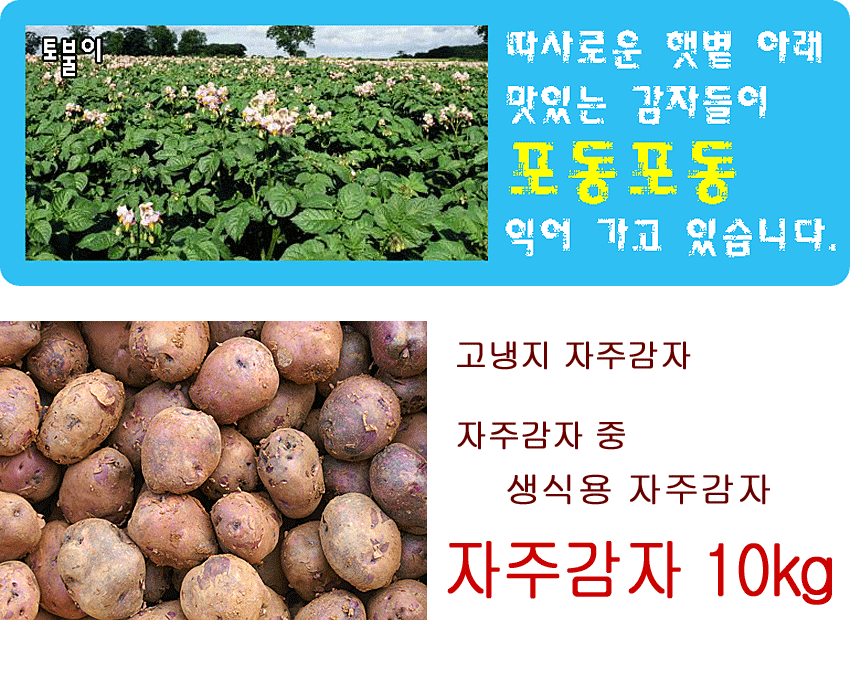 토불이
따사로운 햇볕 아래
맛있는 감자들이
포동포동
익어 가고 있습니다.
고냉지 자주감자
자주감자 중
생식용 자주감자
자주감자 10kg